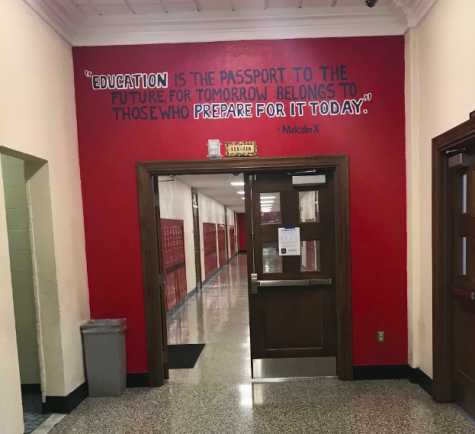 "EDUCATION IS THE PASSPORT TO THE
FUTURE, FOR TOMORROW BELONGS TO
THOSE WHO PREPARE FOR IT TODAY."
- Malcolm X